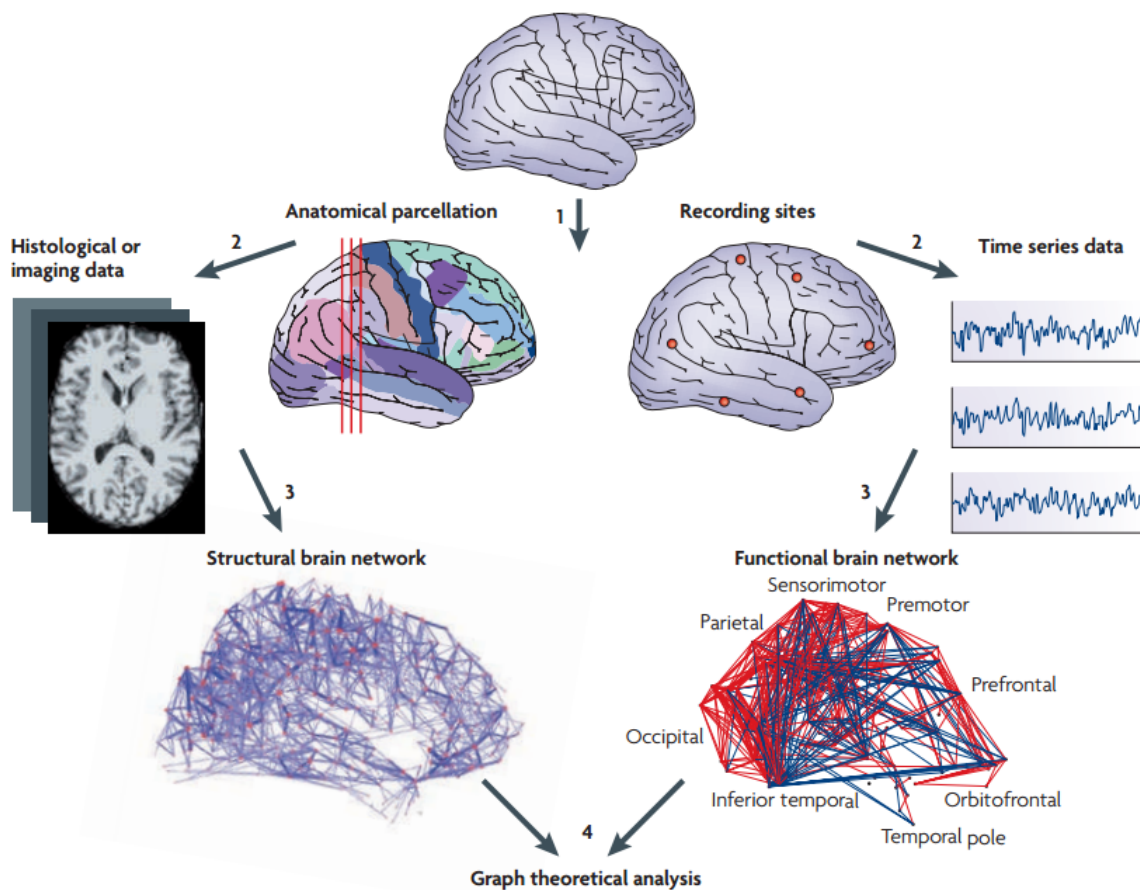 1
Anatomical parcellation
Recording sites
2
2
Histological or
imaging data
Time series data
3
3
Structural brain network
Functional brain network
Sensorimotor
Premotor
Parietal
Prefrontal
Occipital
Inferior temporal
Orbitofrontal
Temporal pole
4
Graph theoretical analysis